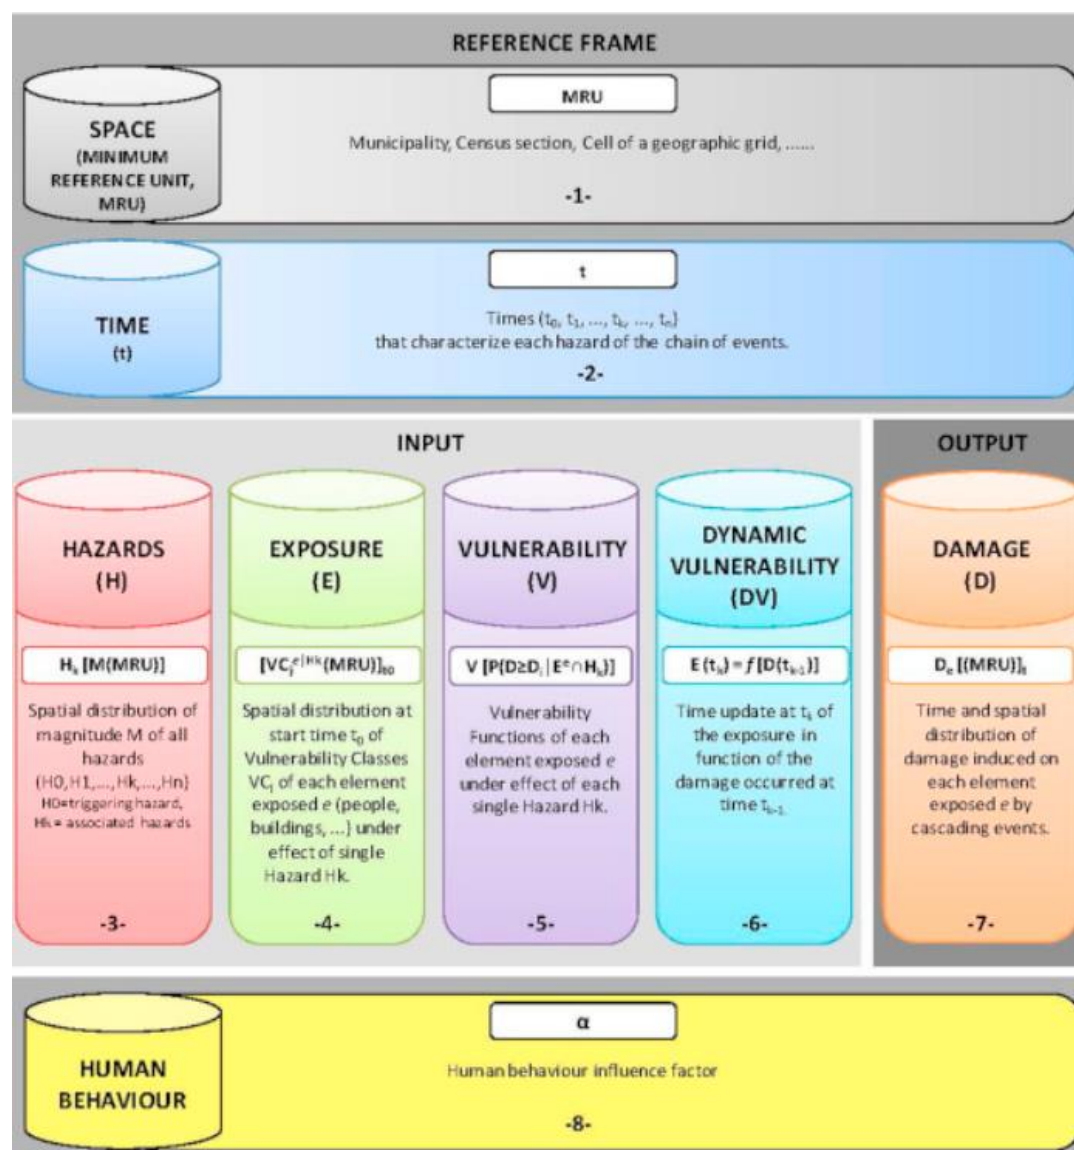 REFERENCE FRAME
SPACE
(MINIMUM
REFERENCE UNIT,
MRU)
MRU
Municipality, Census section, Cell of a geographic grid, ......
-1-
TIME
(t)
t
Times (t₀, t₁, ..., tₖ, ..., tₙ)
that characterize each hazard of the chain of events.
-2-
INPUT
HAZARDS
(H)
Hₖ [M(MRU)]
Spatial distribution of
magnitude M of all
hazards
(H0,H1,...,Hk,...,Hn)
H0=triggering hazard,
Hk= associated hazards
-3-
EXPOSURE
(E)
[VCⱼᵉ|ᴴᵏ(MRU)]ₜ₀
Spatial distribution at
start time t₀ of
Vulnerability Classes
VCⱼ of each element
exposed e (people,
buildings, ...) under
effect of single
Hazard Hk.
-4-
VULNERABILITY
(V)
V [P(D≥Dᵢ|Eᵉ∩Hₖ)]
Vulnerability
Functions of each
element exposed e
under effect of each
single Hazard Hk.
-5-
DYNAMIC
VULNERABILITY
(DV)
E (tₖ) = f [D(tₖ₋₁)]
Time update at tₖ of
the exposure in
function of the
damage occurred at
time tₖ₋₁.
-6-
OUTPUT
DAMAGE
(D)
Dₑ [(MRU)]ₜ
Time and spatial
distribution of
damage induced on
each element
exposed e by
cascading events.
-7-
HUMAN
BEHAVIOUR
α
Human behaviour influence factor
-8-